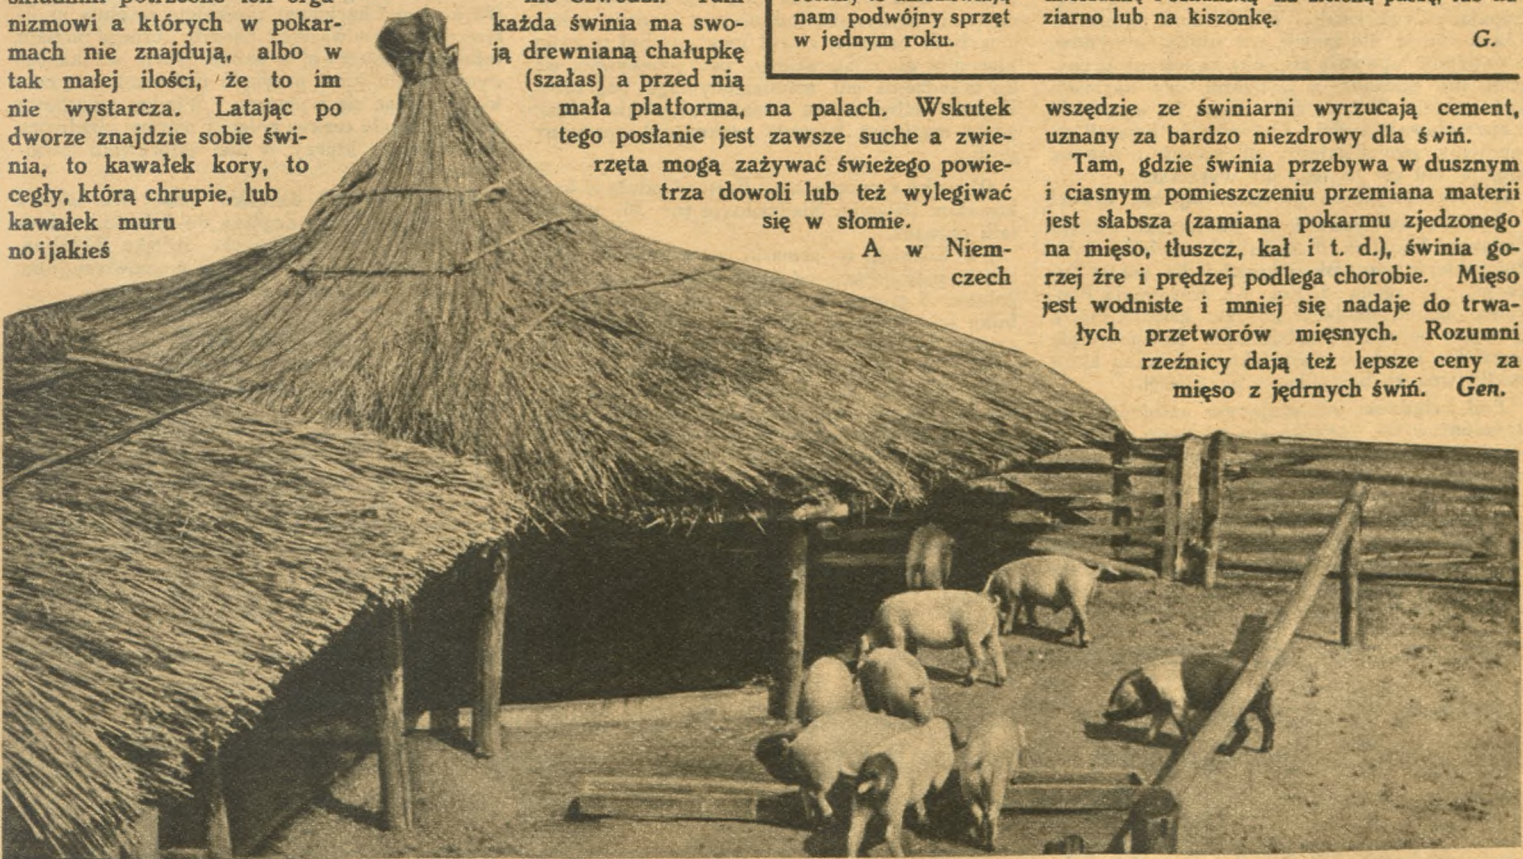 nizmowi a których w pokar-
mach nie znajdują, albo w
tak małej ilości, że to im
nie wystarcza. Latając po
dworze znajdzie sobie świ-
nia, to kawałek kory, to
cegły, którą chrupie, lub
kawałek muru
no i jakieś
każda świnia ma swo-
ją drewnianą chałupkę
(szałas) a przed nią
mała platforma, na palach. Wskutek
tego posłanie jest zawsze suche a zwie-
rzęta mogą zażywać świeżego powie-
trza dowoli lub też wylegiwać
się w słomie.
A w Niem-
czech
nam podwójny sprzęt
w jednym roku.
ziarno lub na kiszonkę.
G.
wszędzie ze świniarni wyrzucają cement,
uznany za bardzo niezdrowy dla świń.
Tam, gdzie świnia przebywa w dusznym
i ciasnym pomieszczeniu przemiana materii
jest słabsza (zamiana pokarmu zjedzonego
na mięso, tłuszcz, kał i t. d.), świnia go-
rzej źre i prędzej podlega chorobie. Mięso
jest wodniste i mniej się nadaje do trwa-
łych przetworów mięsnych. Rozumni
rzeźnicy dają też lepsze ceny za
mięso z jędrnych świń. Gen.